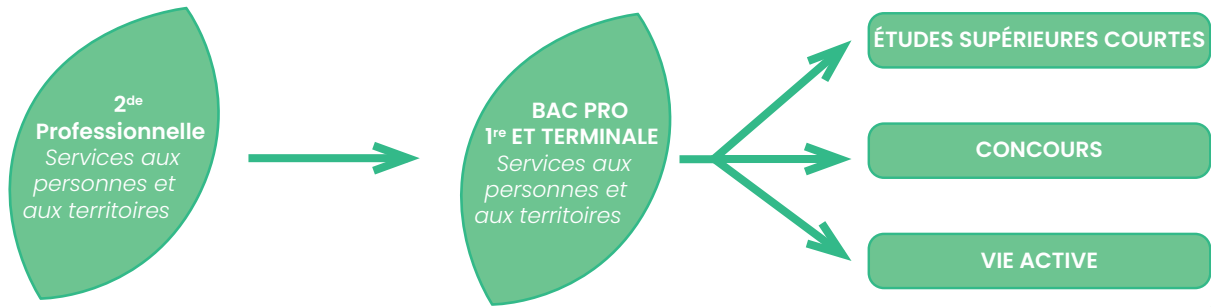 2de
Professionnelle
Services aux
personnes et
aux territoires
BAC PRO
1re ET TERMINALE
Services aux
personnes et
aux territoires
ÉTUDES SUPÉRIEURES COURTES
CONCOURS
VIE ACTIVE